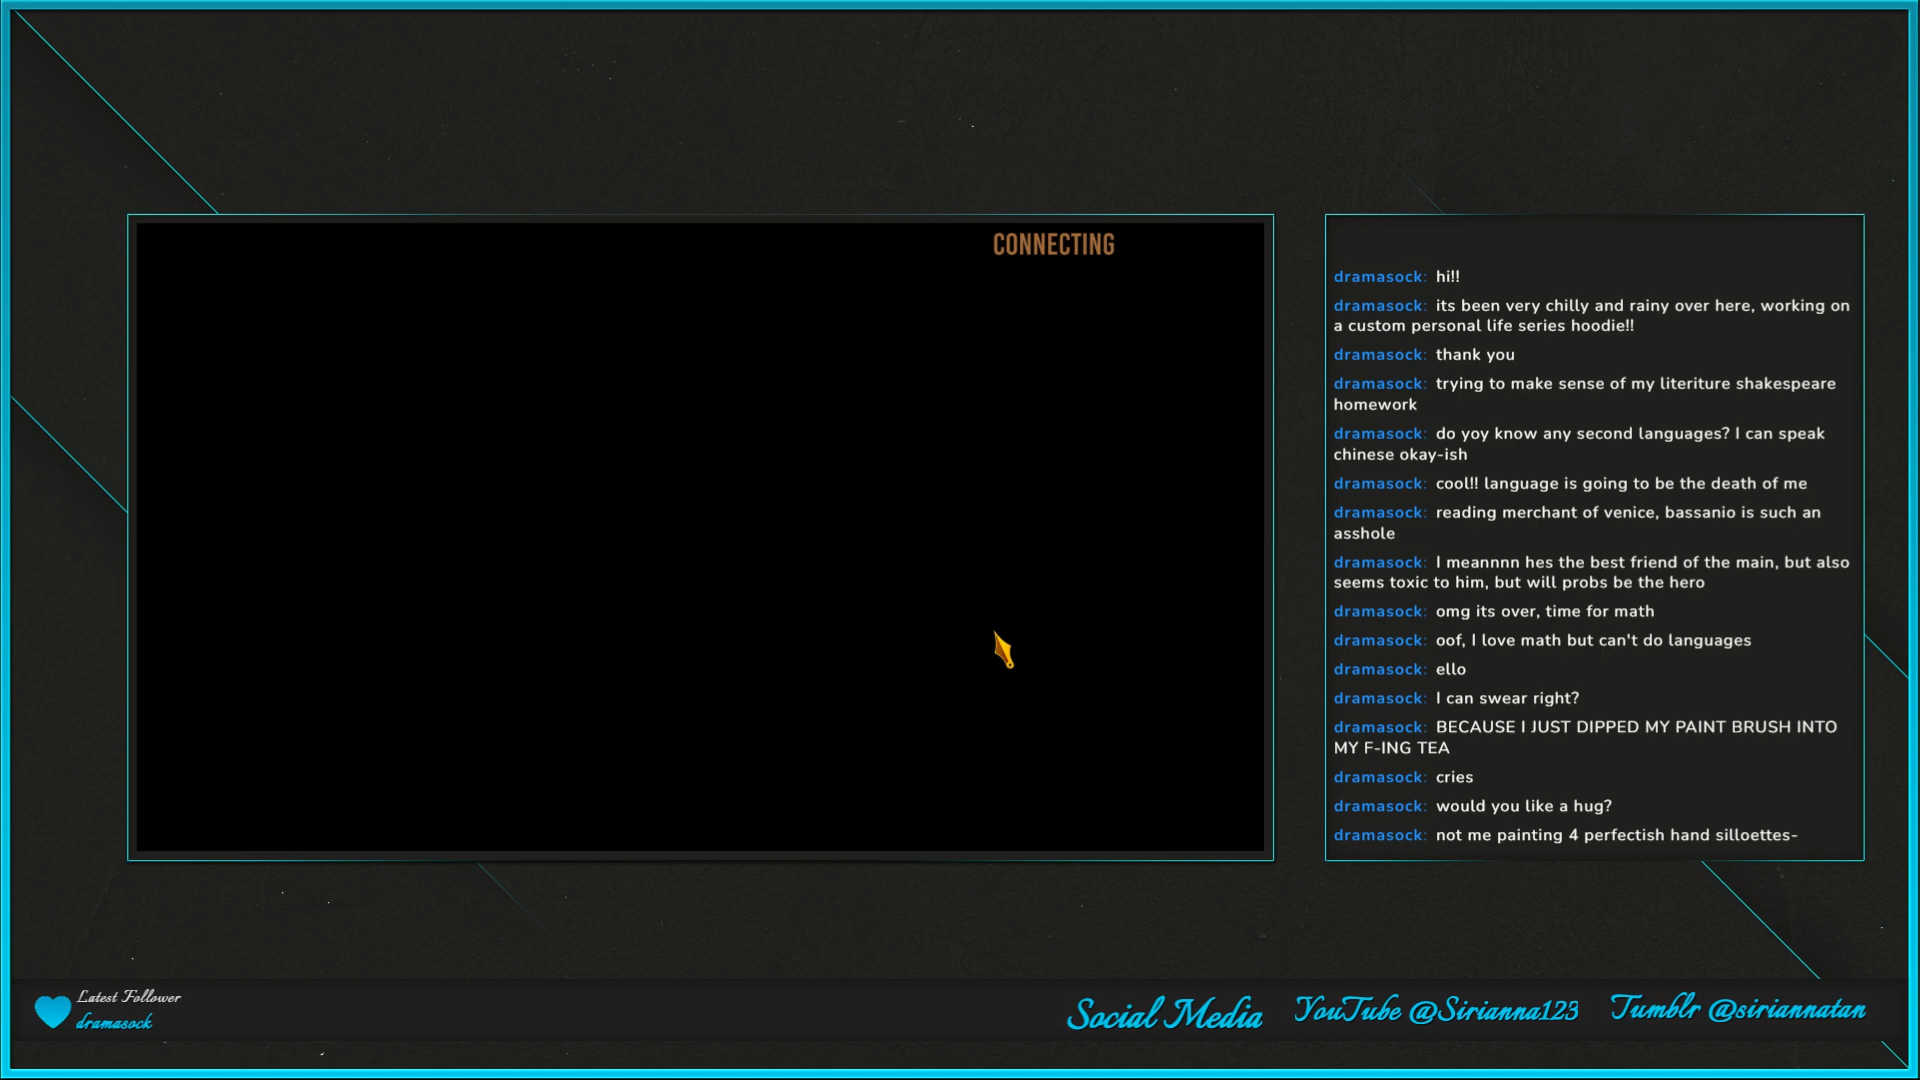 CONNECTING
dramasock: hi!!
dramasock: its been very chilly and rainy over here, working on
a custom personal life series hoodie!!
dramasock: thank you
dramasock: trying to make sense of my literiture shakespeare
homework
dramasock: do yoy know any second languages? I can speak
chinese okay-ish
dramasock: cool!! language is going to be the death of me
dramasock: reading merchant of venice, bassanio is such an
asshole
dramasock: I meannnn hes the best friend of the main, but also
seems toxic to him, but will probs be the hero
dramasock: omg its over, time for math
dramasock: oof, I love math but can't do languages
dramasock: ello
dramasock: I can swear right?
dramasock: BECAUSE I JUST DIPPED MY PAINT BRUSH INTO
MY F-ING TEA
dramasock: cries
dramasock: would you like a hug?
dramasock: not me painting 4 perfectish hand silloettes-
Latest Follower
dramasock
Social Media YouTube @Sirianna123 Tumblr @siriannatan